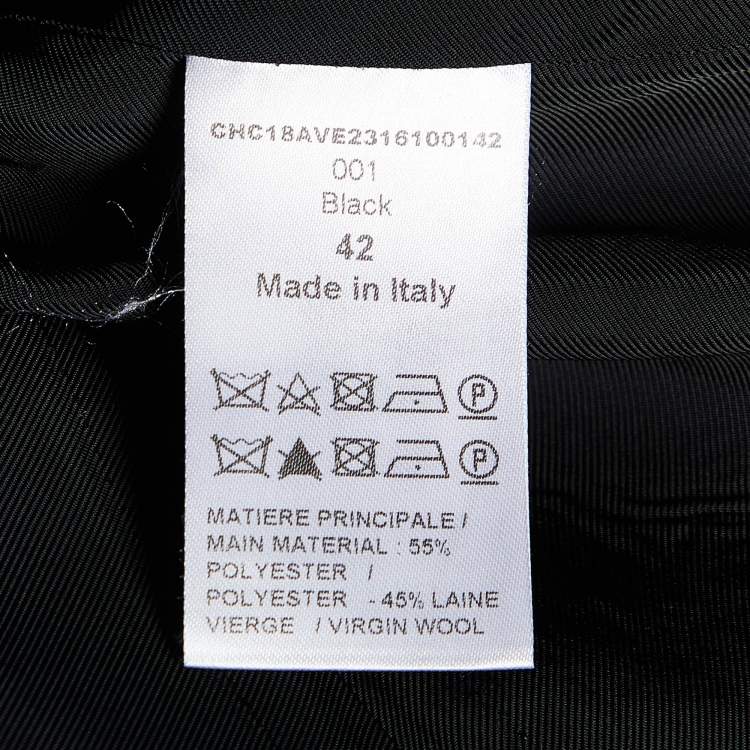 CHC18AVE2316100142
001
Black
42
Made in Italy
P
P
MATIERE PRINCIPALE /
MAIN MATERIAL : 55%
POLYESTER /
POLYESTER - 45% LAINE
VIERGE / VIRGIN WOOL